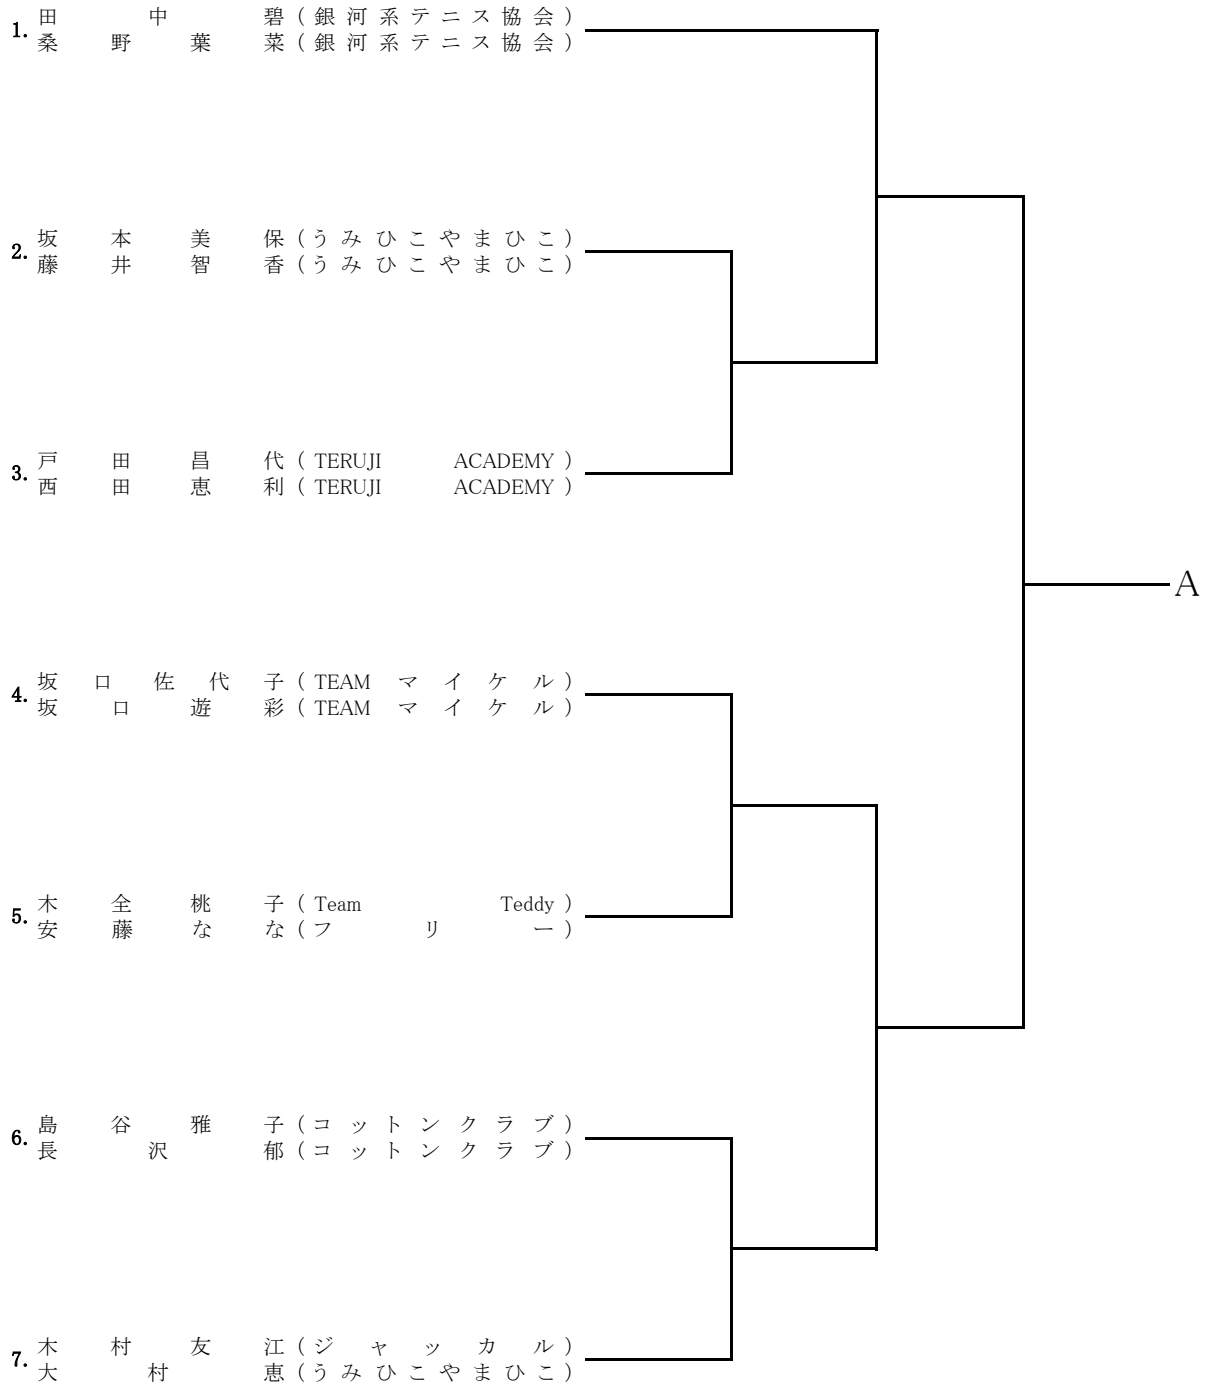 1. 田中碧(銀河系テニス協会)
桑野葉菜(銀河系テニス協会)
2. 坂本美保(うみひこやまひこ)
藤井智香(うみひこやまひこ)
3. 戸田昌代(TERUJI ACADEMY)
西田恵利(TERUJI ACADEMY)
A
4. 坂口佐代子(TEAM マイケル)
坂口遊彩(TEAM マイケル)
5. 木全桃子(Team Teddy)
安藤なな(フリー)
6. 島谷雅子(コットンクラブ)
長沢郁(コットンクラブ)
7. 木村友江(ジャッカル)
大村恵(うみひこやまひこ)